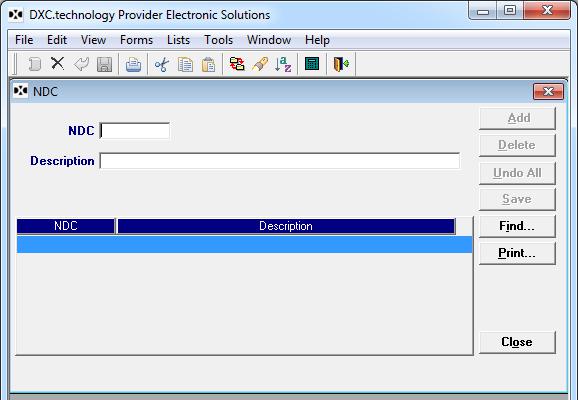 DXC.technology Provider Electronic Solutions
File Edit View Forms Lists Tools Window Help
NDC
NDC
Add
Description
Delete
Undo All
Save
NDC Description
Find...
Print...
Close